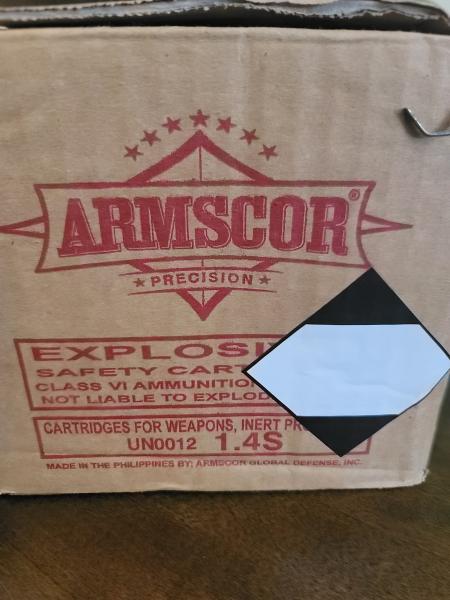 ARMSCOR®
PRECISION
EXPLOSI
SAFETY CART
CLASS VI AMMUNITIO
NOT LIABLE TO EXPLOD
CARTRIDGES FOR WEAPONS, INERT PR
UN0012 1.4S
MADE IN THE PHILIPPINES BY: ARMSCOR GLOBAL DEFENSE, INC.